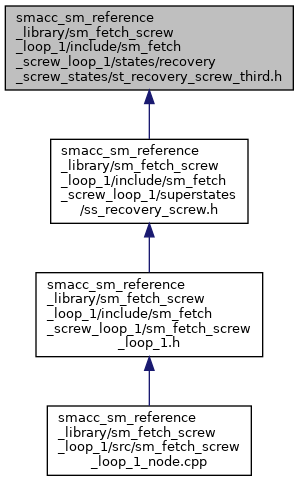 smacc_sm_reference
_library/sm_fetch_screw
_loop_1/include/sm_fetch
_screw_loop_1/states/recovery
_screw_states/st_recovery_screw_third.h
smacc_sm_reference
_library/sm_fetch_screw
_loop_1/include/sm_fetch
_screw_loop_1/superstates
/ss_recovery_screw.h
smacc_sm_reference
_library/sm_fetch_screw
_loop_1/include/sm_fetch
_screw_loop_1/sm_fetch_screw
_loop_1.h
smacc_sm_reference
_library/sm_fetch_screw
_loop_1/src/sm_fetch_screw
_loop_1_node.cpp